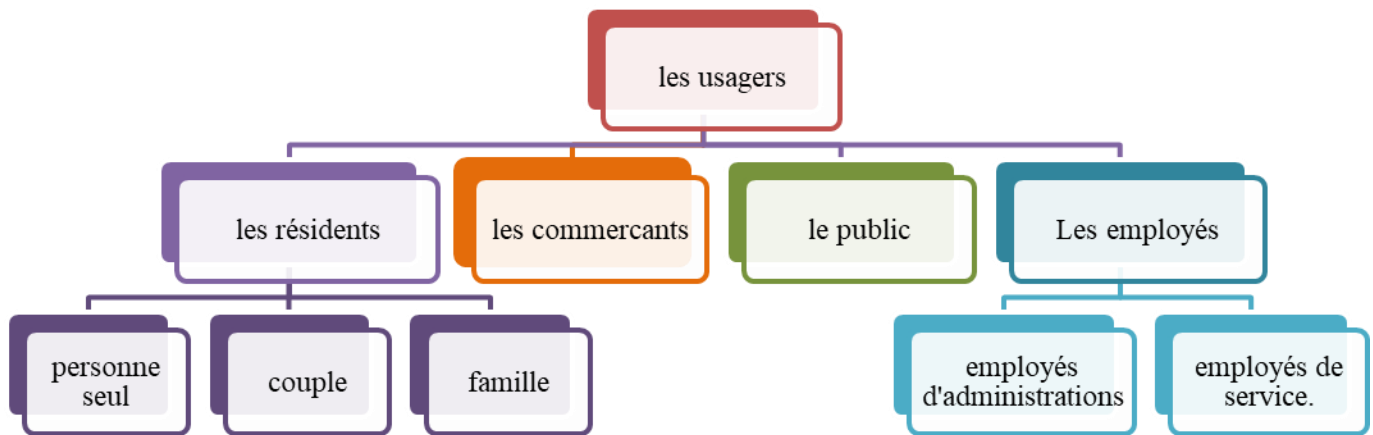 les usagers
les résidents
les commercants
le public
Les employés
personne
seul
couple
famille
employés
d'administrations
employés de
service.